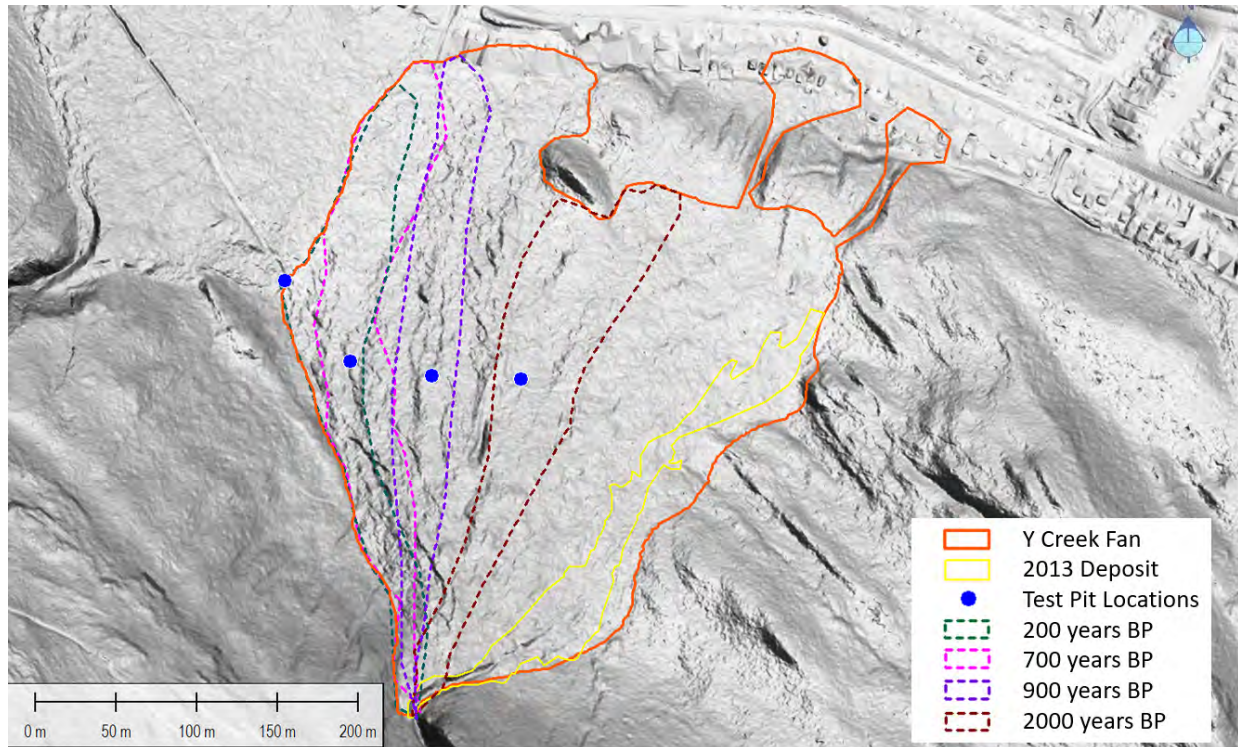 Y Creek Fan
2013 Deposit
Test Pit Locations
200 years BP
700 years BP
900 years BP
2000 years BP
0 m 50 m 100 m 150 m 200 m